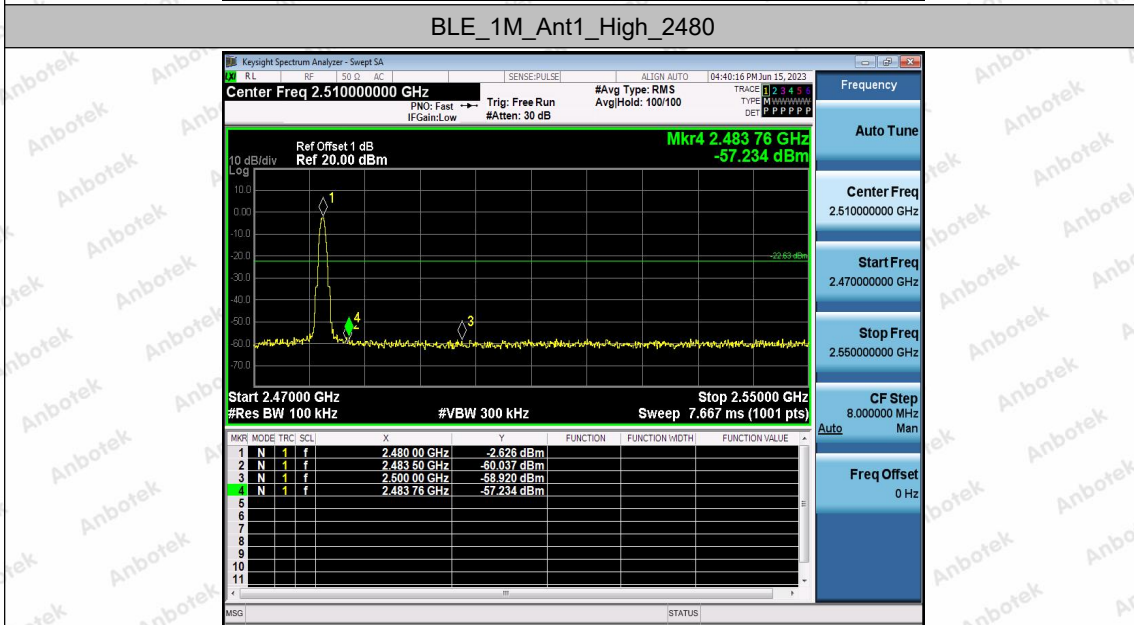 BLE_1M_Ant1_High_2480
Keysight Spectrum Analyzer - Swept SA
LXI RL RF 50 Ω AC SENSE:PULSE ALIGN AUTO 04:40:16 PM Jun 15, 2023
Center Freq 2.510000000 GHz
PNO: Fast
IFGain:Low
Trig: Free Run
#Atten: 30 dB
#Avg Type: RMS
Avg|Hold: 100/100
TRACE 1 2 3 4 5 6
TYPE M W W W W W
DET P P P P P P
Mkr4 2.483 76 GHz
-57.234 dBm
Ref Offset 1 dB
10 dB/div Ref 20.00 dBm
Log
10.0
0.00
-10.0
-20.0
-30.0
-40.0
-50.0
-60.0
-70.0
1
-22.63 dBm
4
2
3
Start 2.47000 GHz Stop 2.55000 GHz
#Res BW 100 kHz #VBW 300 kHz Sweep 7.667 ms (1001 pts)
MKR MODE TRC SCL X Y FUNCTION FUNCTION WIDTH FUNCTION VALUE
1 N 1 f 2.480 00 GHz -2.626 dBm
2 N 1 f 2.483 50 GHz -60.037 dBm
3 N 1 f 2.500 00 GHz -58.920 dBm
4 N 1 f 2.483 76 GHz -57.234 dBm
5
6
7
8
9
10
11
MSG STATUS
Frequency
Auto Tune
Center Freq
2.510000000 GHz
Start Freq
2.470000000 GHz
Stop Freq
2.550000000 GHz
CF Step
8.000000 MHz
Auto Man
Freq Offset
0 Hz
Anbotek